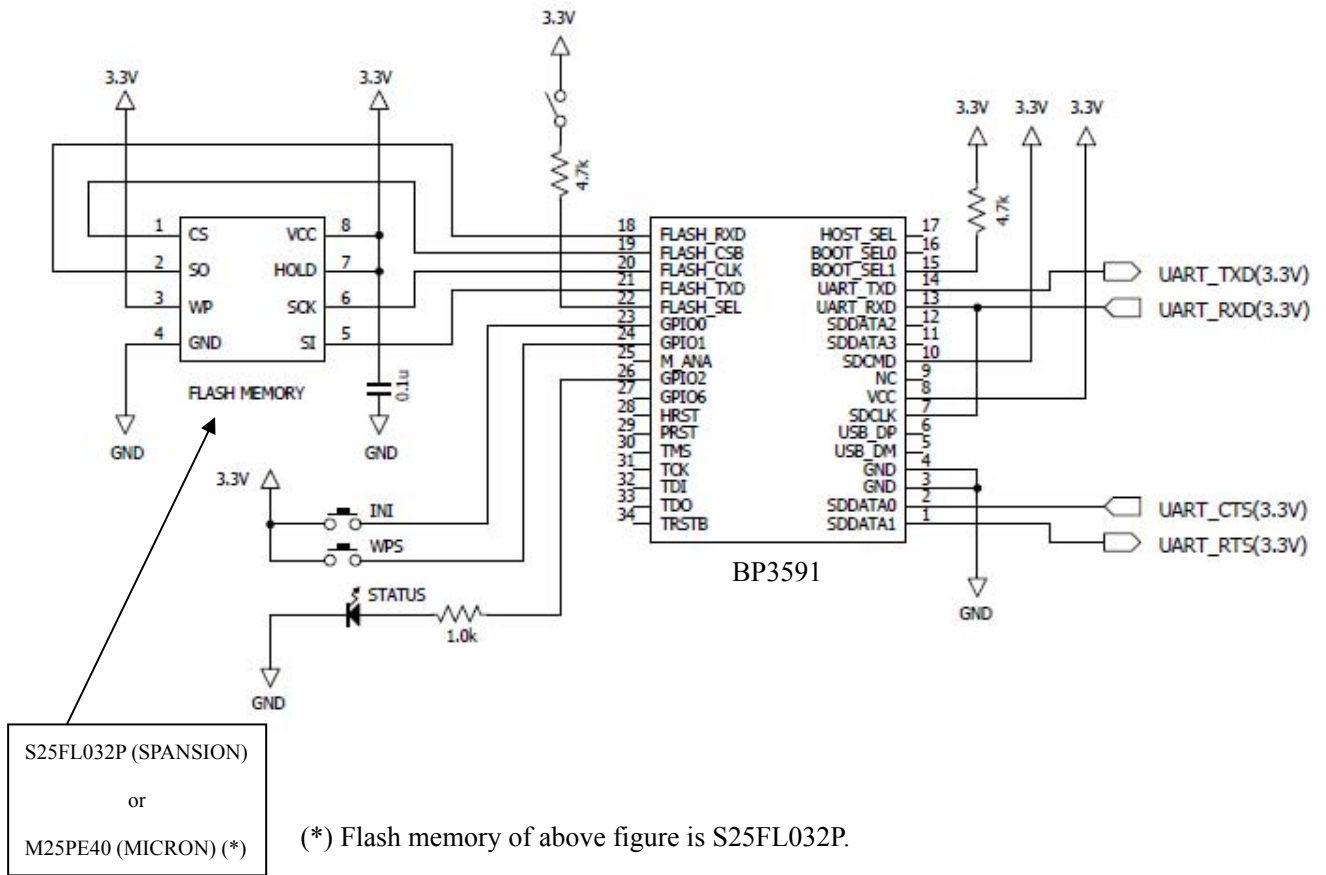 3.3V
3.3V
3.3V
3.3V 3.3V 3.3V
4.7k
4.7k
1 CS VCC 8
2 SO HOLD 7
3 WP SCK 6
4 GND SI 5
FLASH MEMORY
0.1u
GND
GND
18 FLASH_RXD HOST_SEL 17
19 FLASH_CSB BOOT_SEL0 16
20 FLASH_CLK BOOT_SEL1 15
21 FLASH_TXD UART_TXD 14
22 FLASH_SEL UART_RXD 13
23 GPIO0 SDDATA2 12
24 GPIO1 SDDATA3 11
25 M_ANA SDCMD 10
26 GPIO2 NC 9
27 GPIO6 VCC 8
28 HRST SDCLK 7
29 PRST USB_DP 6
30 TMS USB_DM 5
31 TCK GND 4
32 TDI GND 3
33 TDO SDDATA0 2
34 TRSTB SDDATA1 1
BP3591
UART_TXD(3.3V)
UART_RXD(3.3V)
UART_CTS(3.3V)
UART_RTS(3.3V)
GND
3.3V
INI
WPS
STATUS
1.0k
GND
S25FL032P (SPANSION)
or
M25PE40 (MICRON) (*)
(*) Flash memory of above figure is S25FL032P.